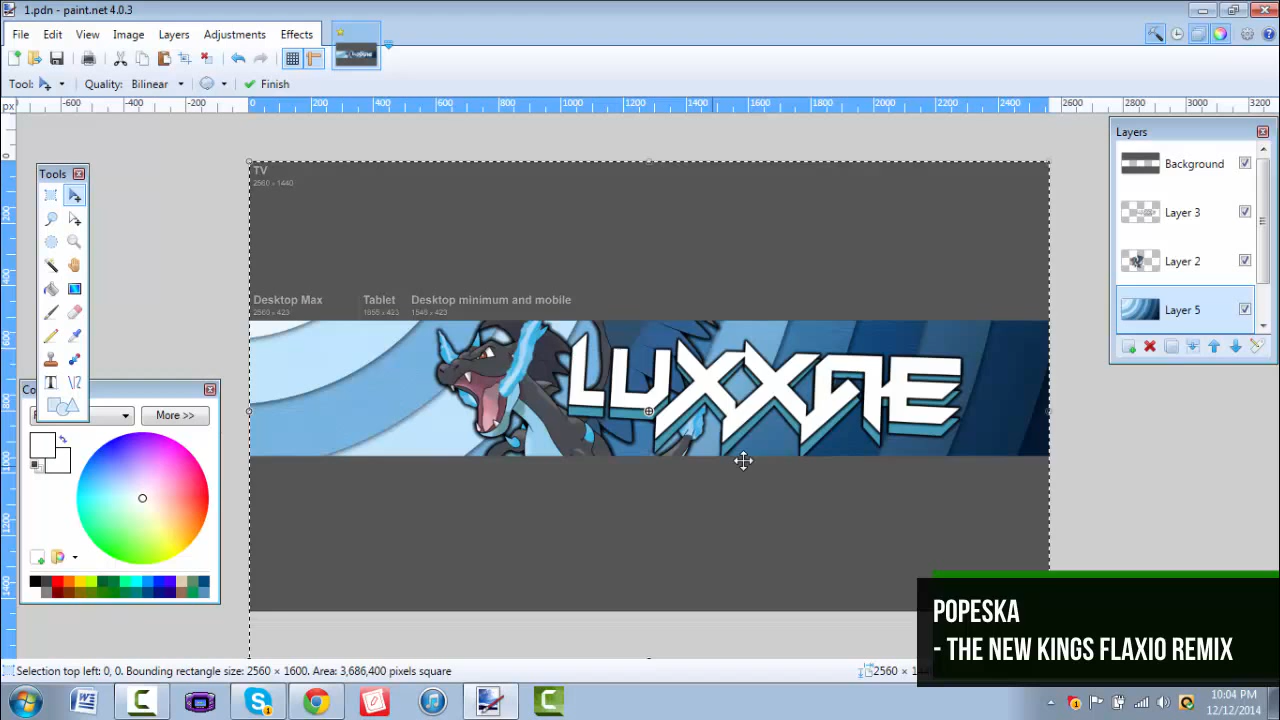 1.pdn - paint.net 4.0.3
File Edit View Image Layers Adjustments Effects
Tool: Quality: Bilinear Finish
px -600 -400 -200 0 200 400 600 800 1000 1200 1400 1600 1800 2000 2200 2400 2600 2800 3000 3200
Tools
TV
2560 x 1440
Desktop Max
2560 x 423
Tablet
1855 x 423
Desktop minimum and mobile
1546 x 423
LUXXAE
More >>
Layers
Background
Layer 3
Layer 2
Layer 5
POPESKA
- THE NEW KINGS FLAXIO REMIX
Selection top left: 0, 0. Bounding rectangle size: 2560 × 1600. Area: 3,686,400 pixels square
2560 ×
10:04 PM
12/12/2014